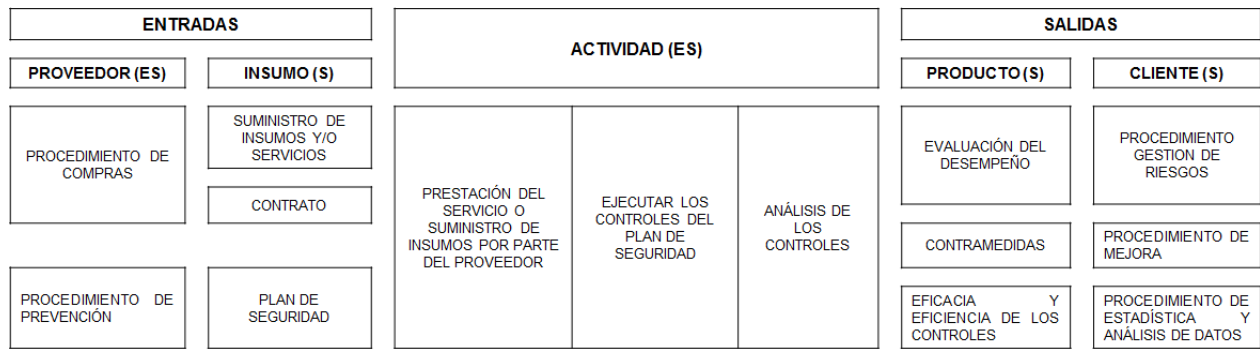 ENTRADAS
ACTIVIDAD (ES)
SALIDAS
PROVEEDOR (ES)
INSUMO (S)
PRODUCTO (S)
CLIENTE (S)
PROCEDIMIENTO DE
COMPRAS
SUMINISTRO DE
INSUMOS Y/O
SERVICIOS
CONTRATO
PROCEDIMIENTO DE
PREVENCIÓN
PLAN DE
SEGURIDAD
PRESTACIÓN DEL
SERVICIO O
SUMINISTRO DE
INSUMOS POR PARTE
DEL PROVEEDOR
EJECUTAR LOS
CONTROLES DEL
PLAN DE
SEGURIDAD
ANÁLISIS DE
LOS
CONTROLES
EVALUACIÓN DEL
DESEMPEÑO
PROCEDIMIENTO
GESTION DE
RIESGOS
CONTRAMEDIDAS
PROCEDIMIENTO DE
MEJORA
EFICACIA Y
EFICIENCIA DE LOS
CONTROLES
PROCEDIMIENTO DE
ESTADÍSTICA Y
ANÁLISIS DE DATOS